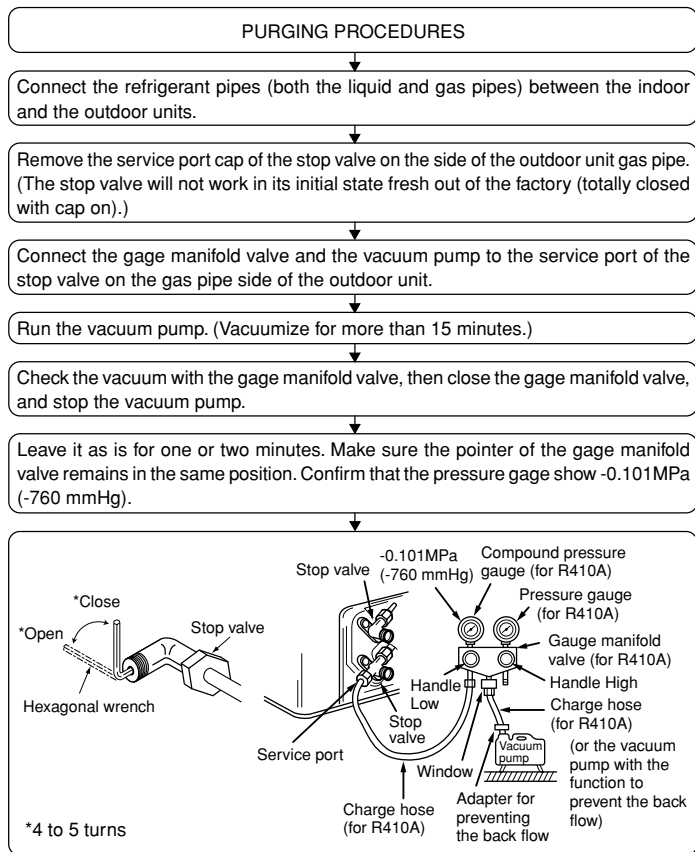 PURGING PROCEDURES
Connect the refrigerant pipes (both the liquid and gas pipes) between the indoor
and the outdoor units.
Remove the service port cap of the stop valve on the side of the outdoor unit gas pipe.
(The stop valve will not work in its initial state fresh out of the factory (totally closed
with cap on).)
Connect the gage manifold valve and the vacuum pump to the service port of the
stop valve on the gas pipe side of the outdoor unit.
Run the vacuum pump. (Vacuumize for more than 15 minutes.)
Check the vacuum with the gage manifold valve, then close the gage manifold valve,
and stop the vacuum pump.
Leave it as is for one or two minutes. Make sure the pointer of the gage manifold
valve remains in the same position. Confirm that the pressure gage show -0.101MPa
(-760 mmHg).
*Close
*Open
Stop valve
Hexagonal wrench
*4 to 5 turns
Stop valve
-0.101MPa
(-760 mmHg)
Compound pressure
gauge (for R410A)
Pressure gauge
(for R410A)
Gauge manifold
valve (for R410A)
Handle
Low
Handle High
Stop
valve
Service port
Charge hose
(for R410A)
Window
Charge hose
(for R410A)
Vacuum
pump
Adapter for
preventing
the back flow
(or the vacuum
pump with the
function to
prevent the back
flow)